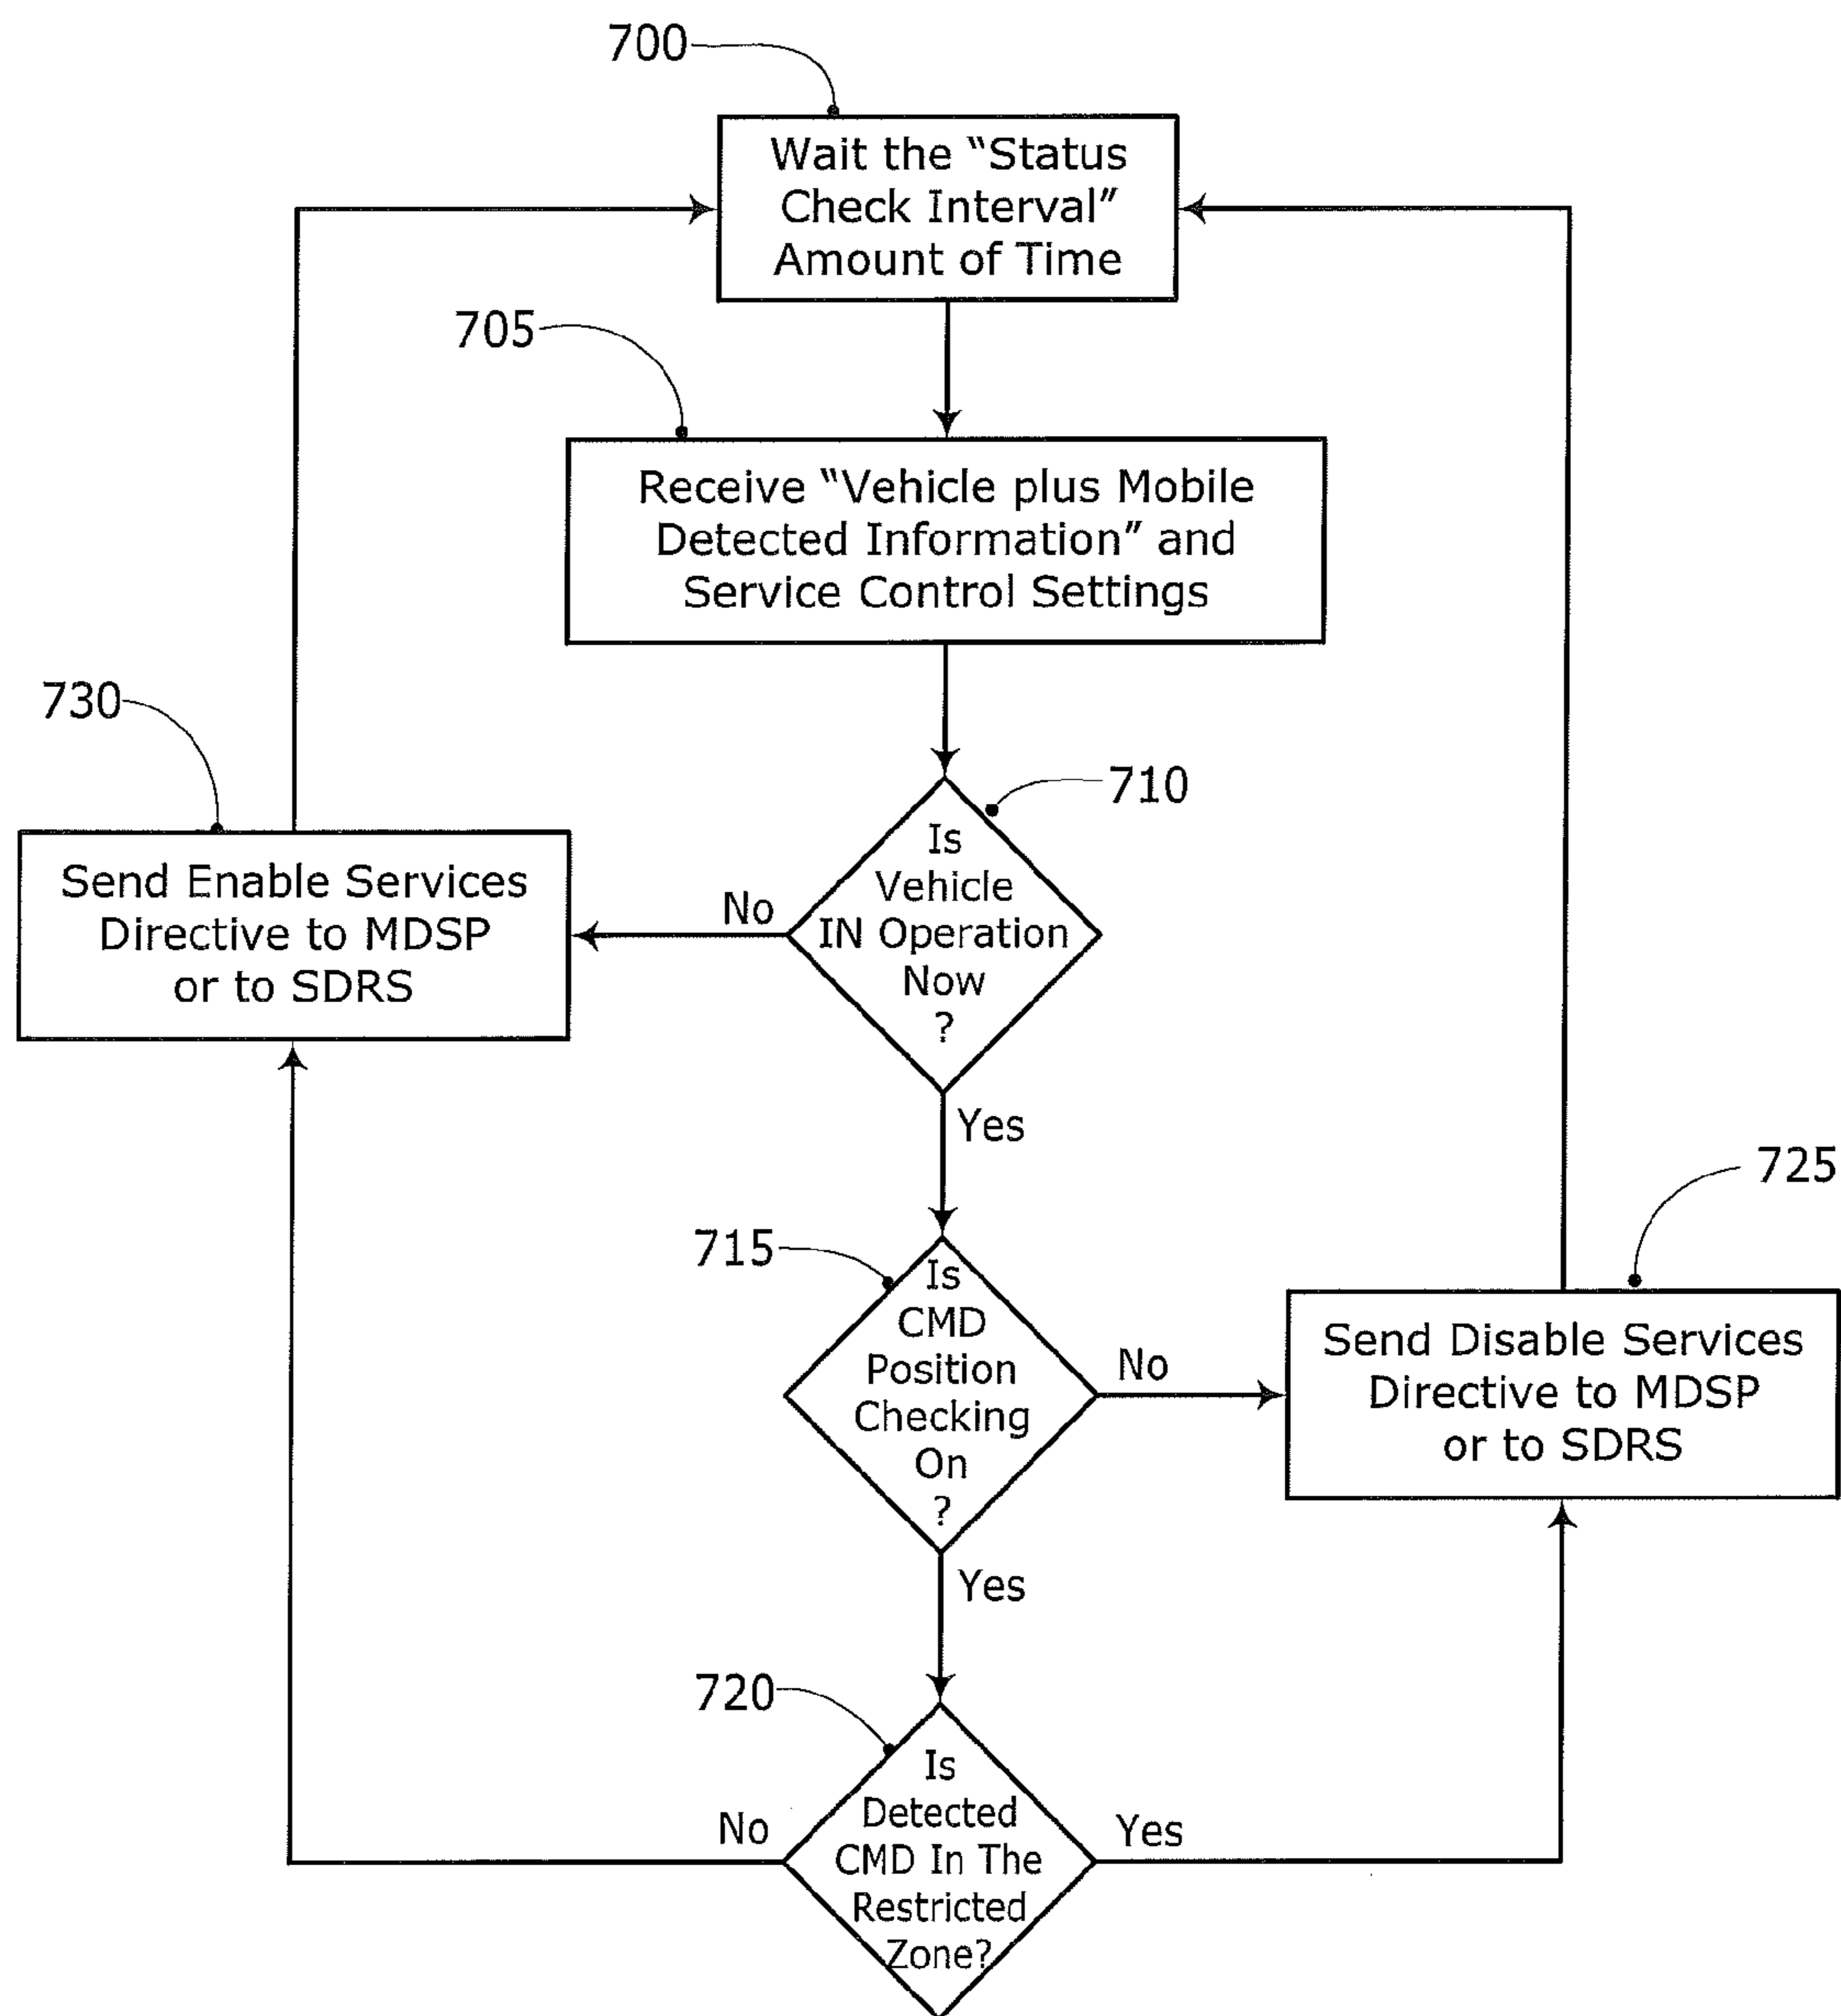 700
Wait the “Status
Check Interval”
Amount of Time
705
Receive “Vehicle plus Mobile
Detected Information” and
Service Control Settings
730
710
Send Enable Services
Directive to MDSP
or to SDRS
No
Is
Vehicle
IN Operation
Now
?
Yes
715
725
Is
CMD
Position
Checking
On
?
No
Send Disable Services
Directive to MDSP
or to SDRS
Yes
720
No
Is
Detected
CMD In The
Restricted
Zone?
Yes